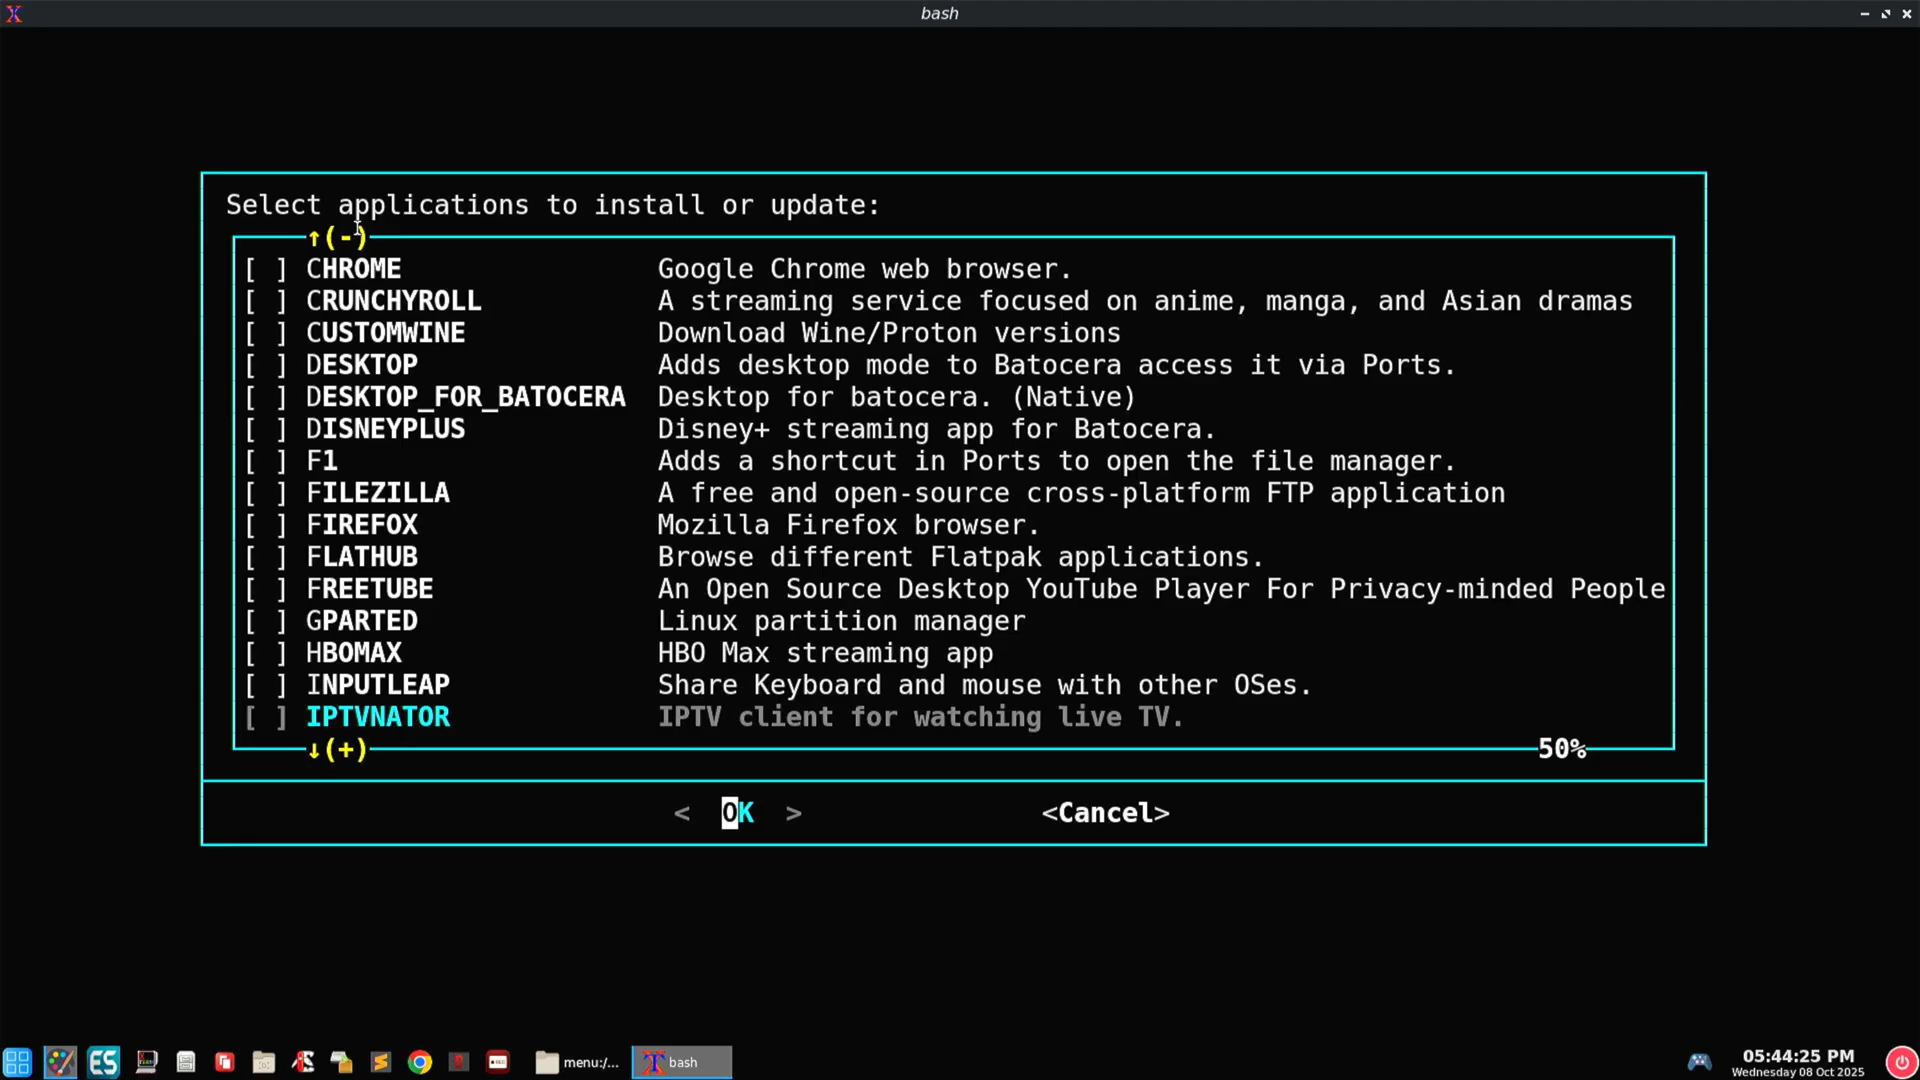 bash
Select applications to install or update:
↑(-)
[ ] CHROME Google Chrome web browser.
[ ] CRUNCHYROLL A streaming service focused on anime, manga, and Asian dramas
[ ] CUSTOMWINE Download Wine/Proton versions
[ ] DESKTOP Adds desktop mode to Batocera access it via Ports.
[ ] DESKTOP_FOR_BATOCERA Desktop for batocera. (Native)
[ ] DISNEYPLUS Disney+ streaming app for Batocera.
[ ] F1 Adds a shortcut in Ports to open the file manager.
[ ] FILEZILLA A free and open-source cross-platform FTP application
[ ] FIREFOX Mozilla Firefox browser.
[ ] FLATHUB Browse different Flatpak applications.
[ ] FREETUBE An Open Source Desktop YouTube Player For Privacy-minded People
[ ] GPARTED Linux partition manager
[ ] HBOMAX HBO Max streaming app
[ ] INPUTLEAP Share Keyboard and mouse with other OSes.
[ ] IPTVNATOR IPTV client for watching live TV.
↓(+) 50%
< OK > <Cancel>
ES menu:/... bash 05:44:25 PM
Wednesday 08 Oct 2025